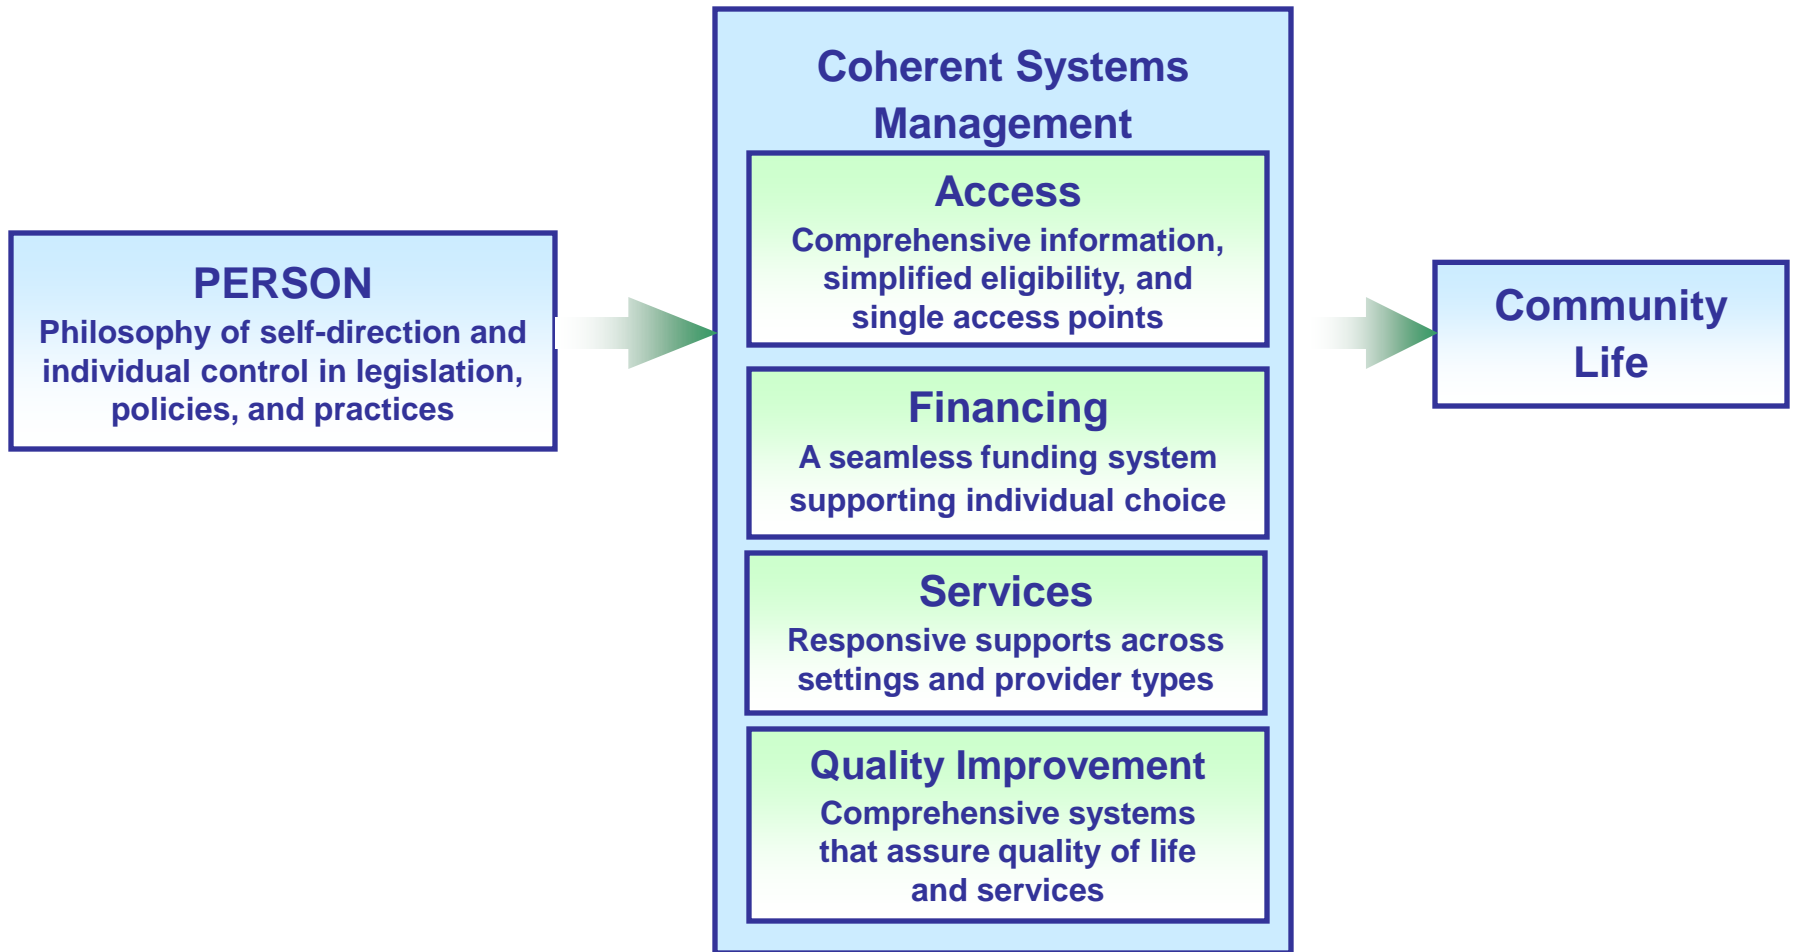 PERSON
Philosophy of self-direction and
individual control in legislation,
policies, and practices
Coherent Systems
Management
Access
Comprehensive information,
simplified eligibility, and
single access points
Financing
A seamless funding system
supporting individual choice
Services
Responsive supports across
settings and provider types
Quality Improvement
Comprehensive systems
that assure quality of life
and services
Community
Life